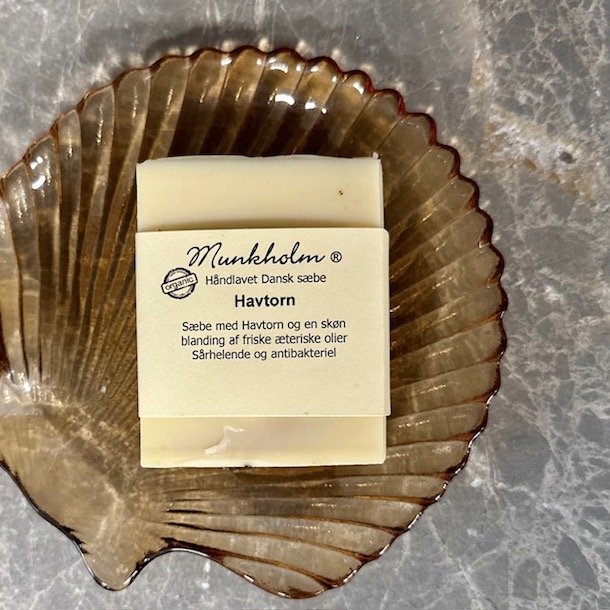 Munkholm ®
organic
Håndlavet Dansk sæbe
Havtorn
Sæbe med Havtorn og en skøn
blanding af friske æteriske olier
Sårhelende og antibakteriel